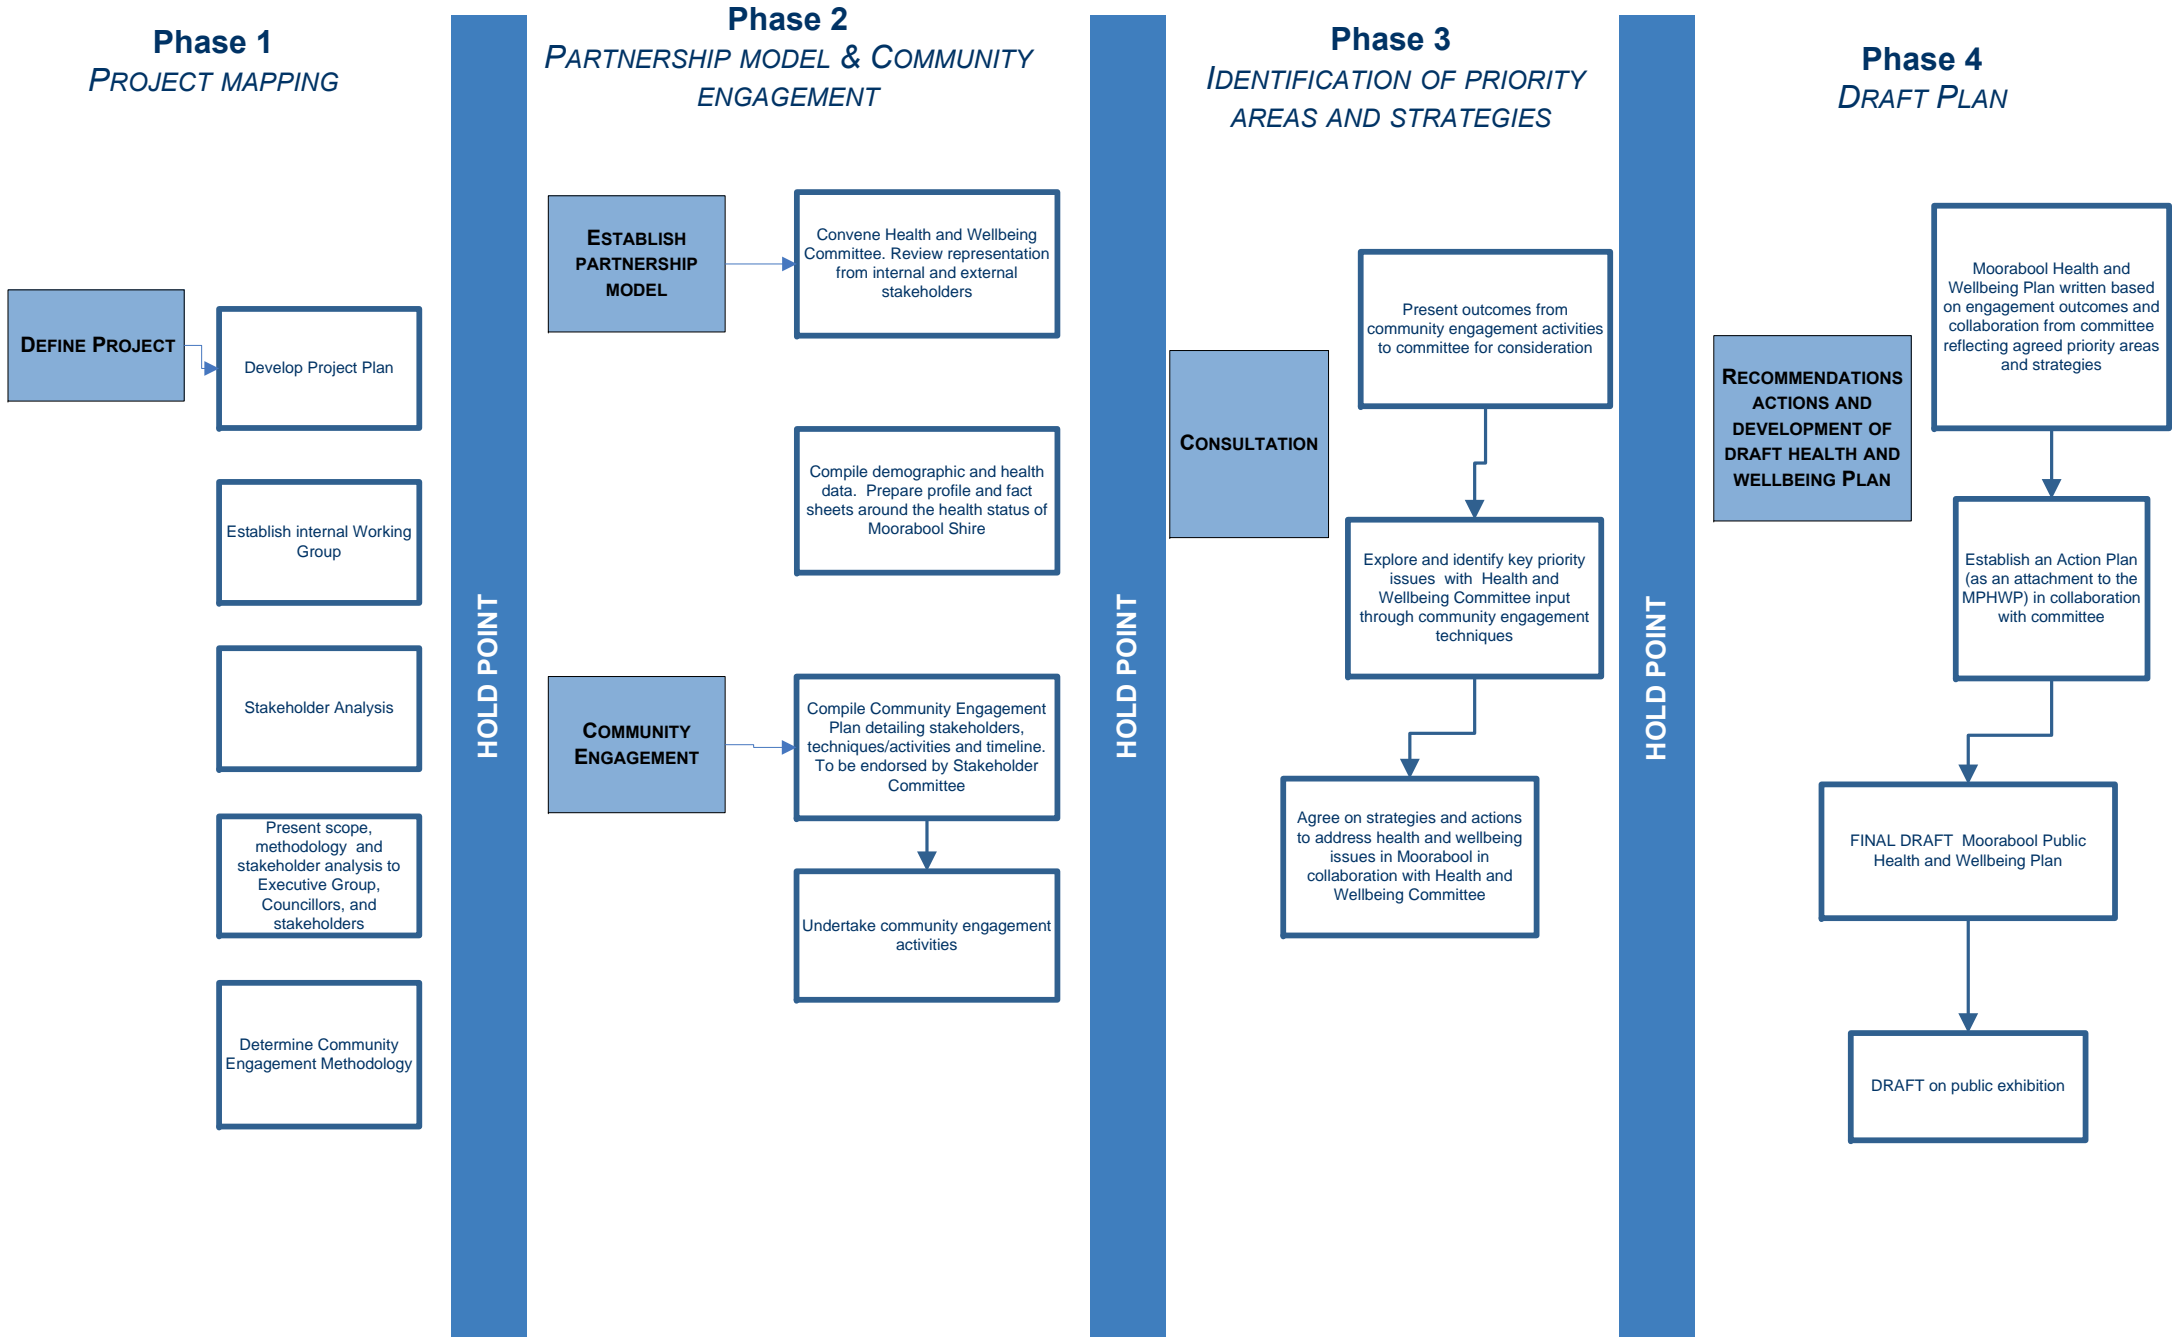 Phase 1
PROJECT MAPPING
DEFINE PROJECT
Develop Project Plan
Establish internal Working
Group
Stakeholder Analysis
Present scope,
methodology and
stakeholder analysis to
Executive Group,
Councillors, and
stakeholders
Determine Community
Engagement Methodology
HOLD POINT
Phase 2
PARTNERSHIP MODEL & COMMUNITY
ENGAGEMENT
ESTABLISH
PARTNERSHIP
MODEL
Convene Health and Wellbeing
Committee. Review representation
from internal and external
stakeholders
Compile demographic and health
data. Prepare profile and fact
sheets around the health status of
Moorabool Shire
COMMUNITY
ENGAGEMENT
Compile Community Engagement
Plan detailing stakeholders,
techniques/activities and timeline.
To be endorsed by Stakeholder
Committee
Undertake community engagement
activities
HOLD POINT
Phase 3
IDENTIFICATION OF PRIORITY
AREAS AND STRATEGIES
CONSULTATION
Present outcomes from
community engagement activities
to committee for consideration
Explore and identify key priority
issues with Health and
Wellbeing Committee input
through community engagement
techniques
Agree on strategies and actions
to address health and wellbeing
issues in Moorabool in
collaboration with Health and
Wellbeing Committee
HOLD POINT
Phase 4
DRAFT PLAN
RECOMMENDATIONS
ACTIONS AND
DEVELOPMENT OF
DRAFT HEALTH AND
WELLBEING PLAN
Moorabool Health and
Wellbeing Plan written based
on engagement outcomes and
collaboration from committee
reflecting agreed priority areas
and strategies
Establish an Action Plan
(as an attachment to the
MPHWP) in collaboration
with committee
FINAL DRAFT Moorabool Public
Health and Wellbeing Plan
DRAFT on public exhibition